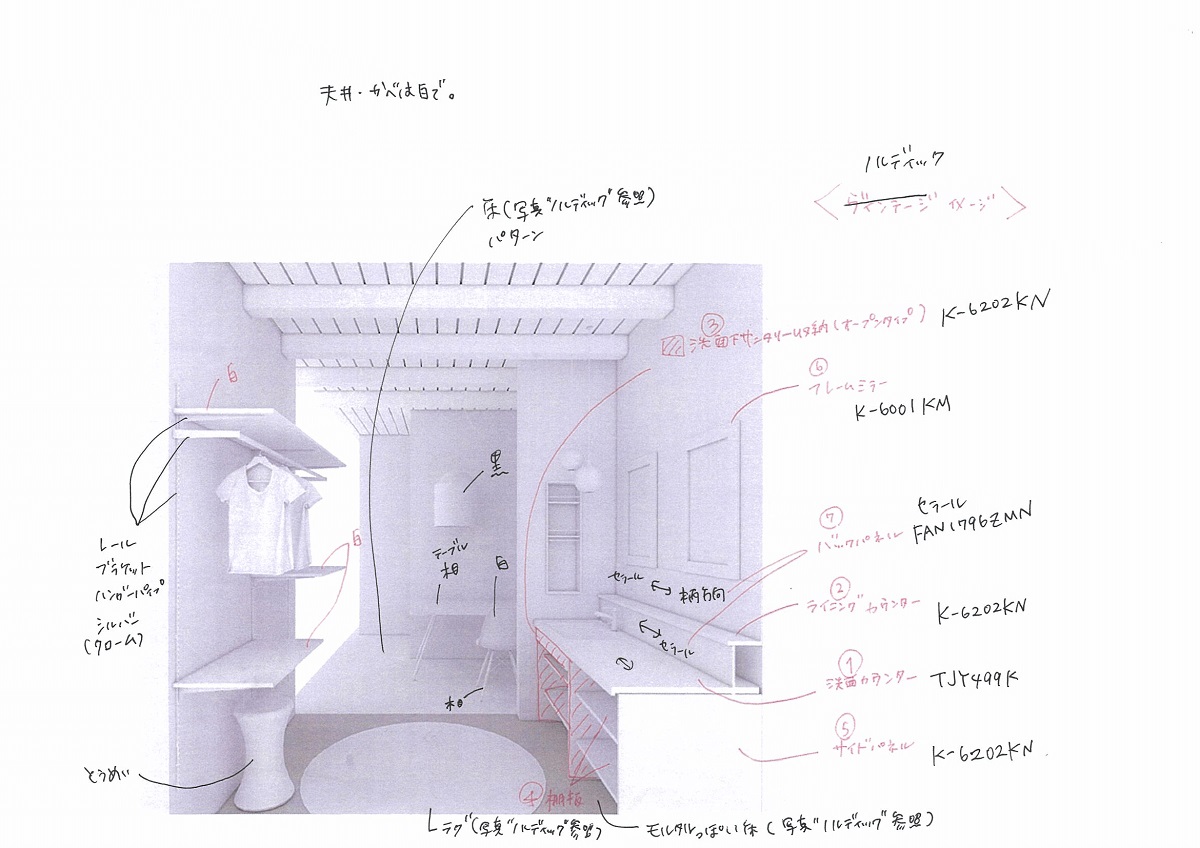 天井・かべは白で。
ノルディック
〈ヴィンテージ イメージ〉
床(写真"ノルディック"参照)
パターン
③ 洗面下サンタリー収納(オープンタイプ) K-6202KN
⑥
フレームミラー
K-6001KM
白
黒
レール
ブラケット
ハンガーパイプ
シルバー
(クローム)
白
テーブル
柏
白
セラール
⑦ バックパネル FAN1796ZMN
セラール ↔ 柄方向
② ライニングカウンター K-6202KN
↔ セラール
① 洗面カウンター TJY499K
柏
⑤ サイドパネル K-6202KN
とうめい
④ 棚板
ラグ(写真"ノルディック"参照)
モルタルっぽい床(写真"ノルディック"参照)